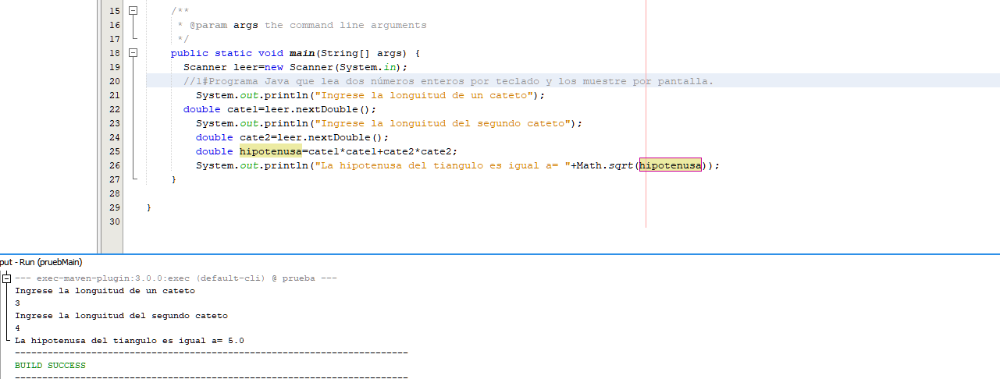 15 /**
16 * @param args the command line arguments
17 */
18 public static void main(String[] args) {
19 Scanner leer=new Scanner(System.in);
20 //1#Programa Java que lea dos números enteros por teclado y los muestre por pantalla.
21 System.out.println("Ingrese la longuitud de un cateto");
22 double cate1=leer.nextDouble();
23 System.out.println("Ingrese la longuitud del segundo cateto");
24 double cate2=leer.nextDouble();
25 double hipotenusa=cate1*cate1+cate2*cate2;
26 System.out.println("La hipotenusa del tiangulo es igual a= "+Math.sqrt(hipotenusa));
27 }
28
29 }
30
put - Run (pruebMain)
--- exec-maven-plugin:3.0.0:exec (default-cli) @ prueba ---
Ingrese la longuitud de un cateto
3
Ingrese la longuitud del segundo cateto
4
La hipotenusa del tiangulo es igual a= 5.0
------------------------------------------------------------------------
BUILD SUCCESS
------------------------------------------------------------------------